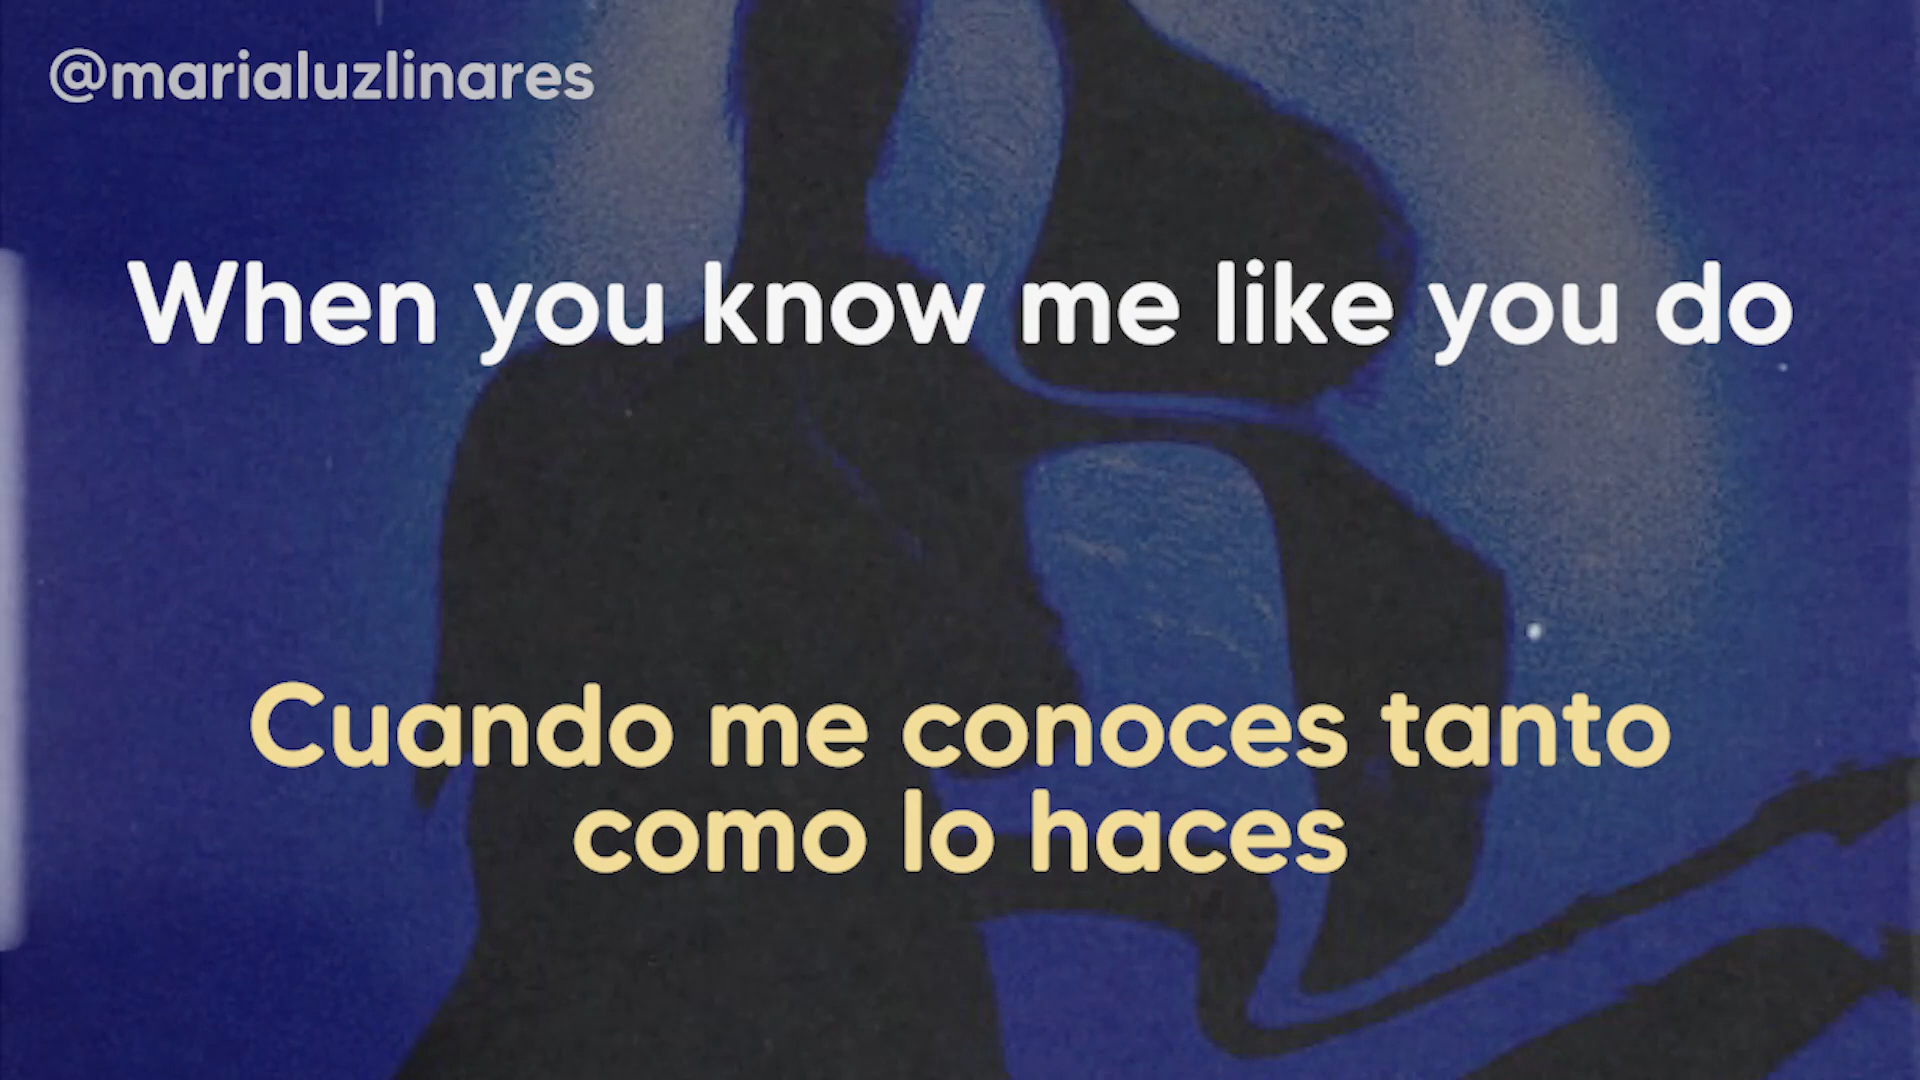 @marialuzlinares
When you know me like you do
Cuando me conoces tanto
como lo haces